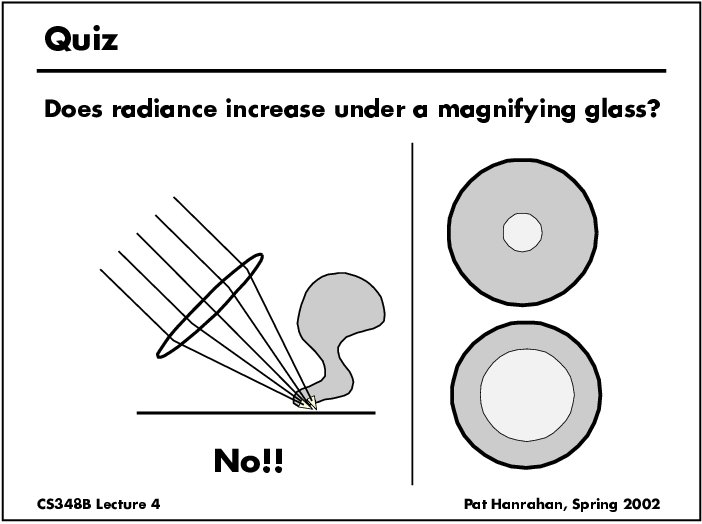 Quiz
Does radiance increase under a magnifying glass?
No!!
CS348B Lecture 4
Pat Hanrahan, Spring 2002